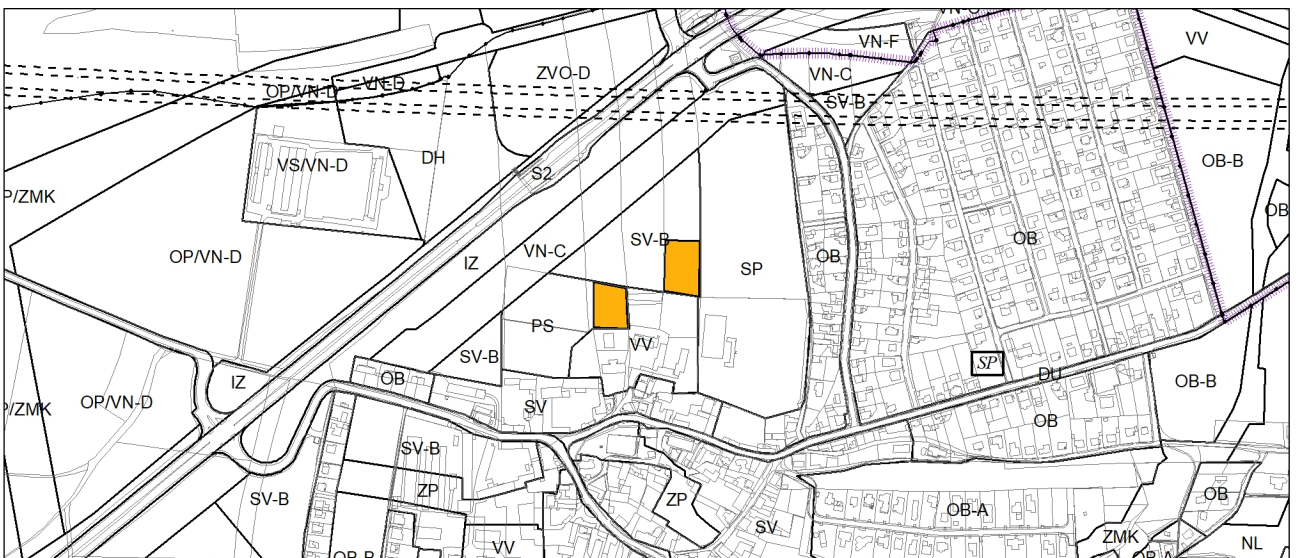 VN-F
VV
VN-D
OP/VN-D
ZVO-D
VN-C
SV-B
VS/VN-D
DH
S2
OB-B
P/ZMK
OB
OP/VN-D
VN-C
SV-B
IZ
SP
OB
OB
PS
VV
SV-B
SP
DU
IZ
OB
OB-B
OP/VN-D
P/ZMK
SV
OB
SV-B
ZP
SV-B
ZP
SV
OB-A
OB
ZMK
VV
NL